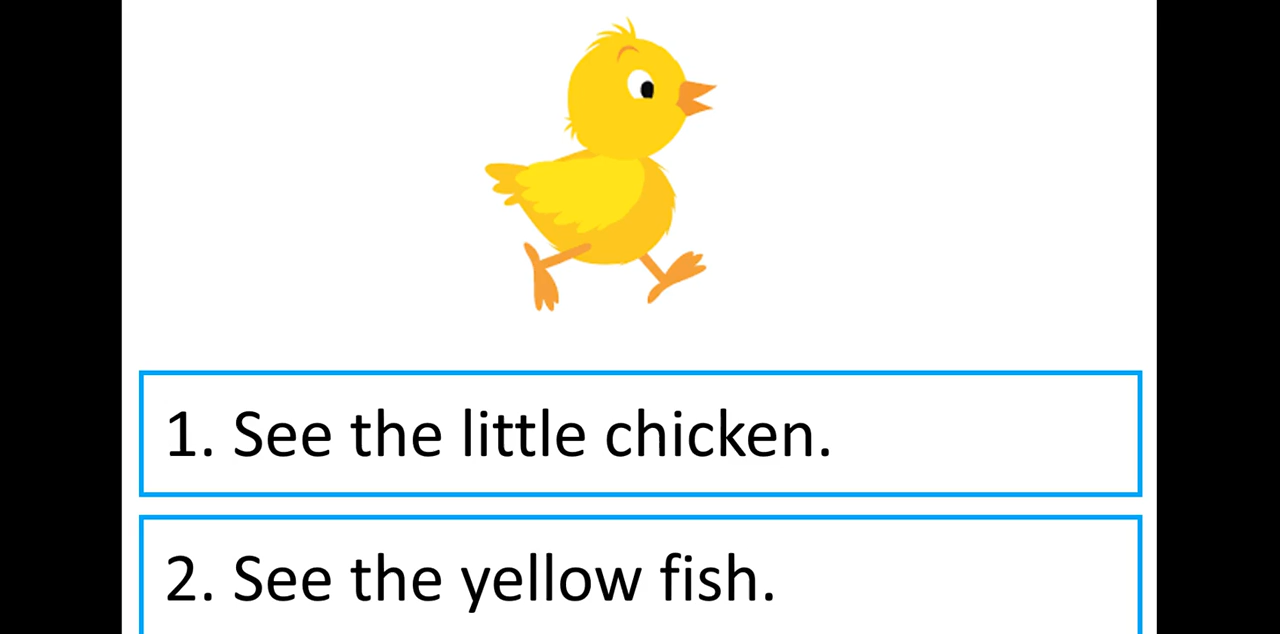 1. See the little chicken.
2. See the yellow fish.